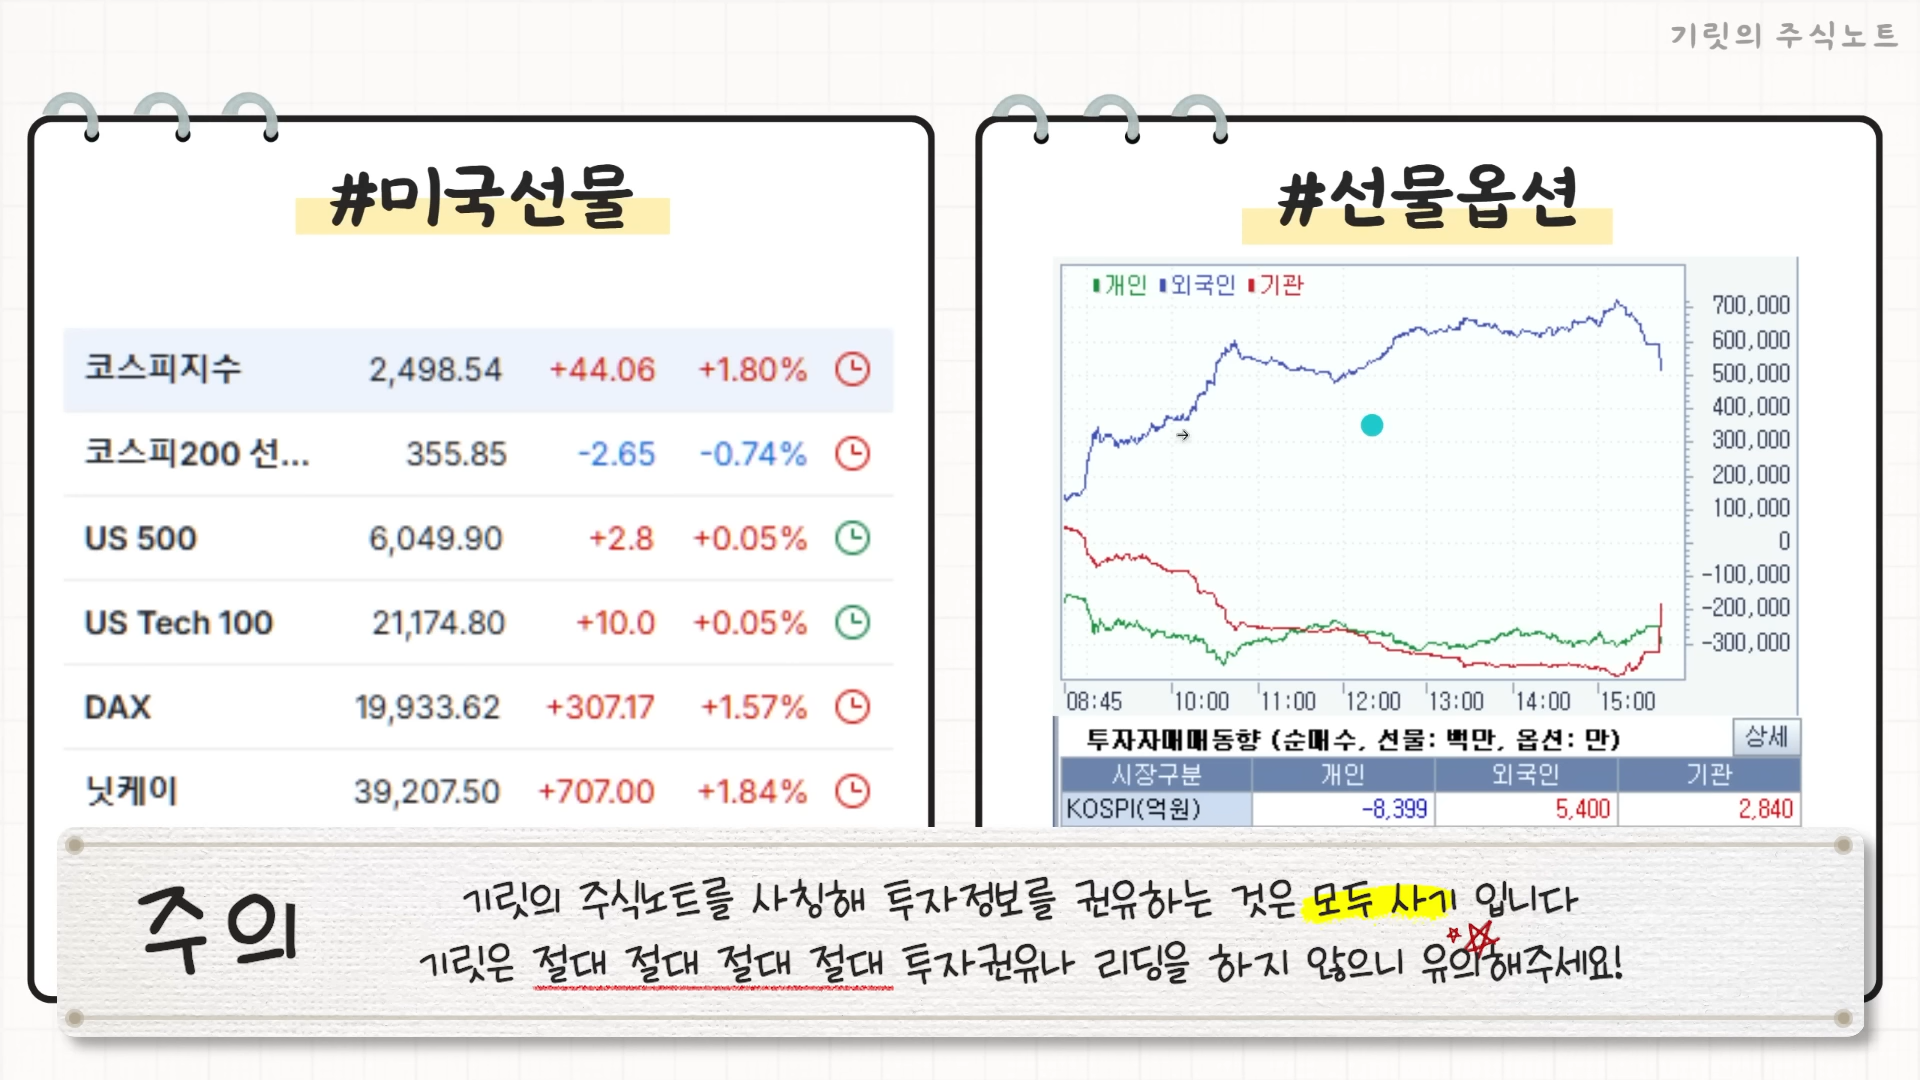 기릿의 주식노트
#미국선물
코스피지수 2,498.54 +44.06 +1.80%
코스피200 선... 355.85 -2.65 -0.74%
US 500 6,049.90 +2.8 +0.05%
US Tech 100 21,174.80 +10.0 +0.05%
DAX 19,933.62 +307.17 +1.57%
닛케이 39,207.50 +707.00 +1.84%
#선물옵션
개인 외국인 기관
700,000
600,000
500,000
400,000
300,000
200,000
100,000
0
-100,000
-200,000
-300,000
08:45 10:00 11:00 12:00 13:00 14:00 15:00
투자자매매동향 (순매수, 선물: 백만, 옵션: 만) 상세
시장구분 개인 외국인 기관
KOSPI(억원) -8,399 5,400 2,840
주의
기릿의 주식노트를 사칭해 투자정보를 권유하는 것은 모두 사기 입니다
기릿은 절대 절대 절대 절대 투자권유나 리딩을 하지 않으니 유의해주세요!